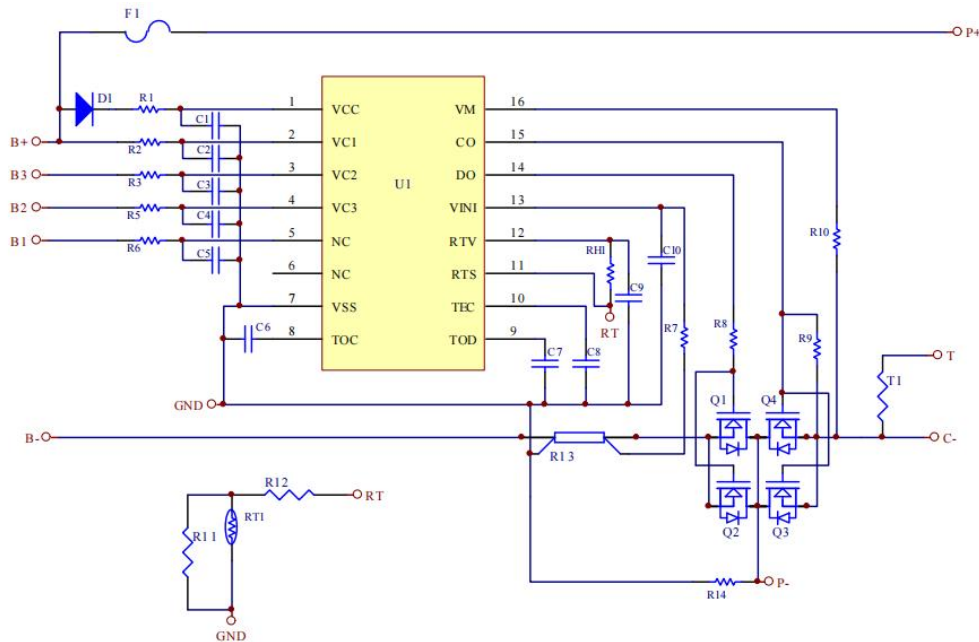 F1
P+
D1 R1 1 VCC VM 16
C1
B+ R2 2 VC1 CO 15
C2
B3 R3 3 VC2 DO 14
C3 U1
B2 R5 4 VC3 VINI 13
C4
B1 R6 5 NC RTV 12 RH1 C10 R10
C5
6 NC RTS 11 C9
7 VSS TEC 10 RT
C6 R7 R8
8 TOC TOD 9 R9
C7 C8 T
T1
GND Q1 Q4
B- R13 C-
R12 RT
R11 RT1 Q2 Q3
R14 P-
GND